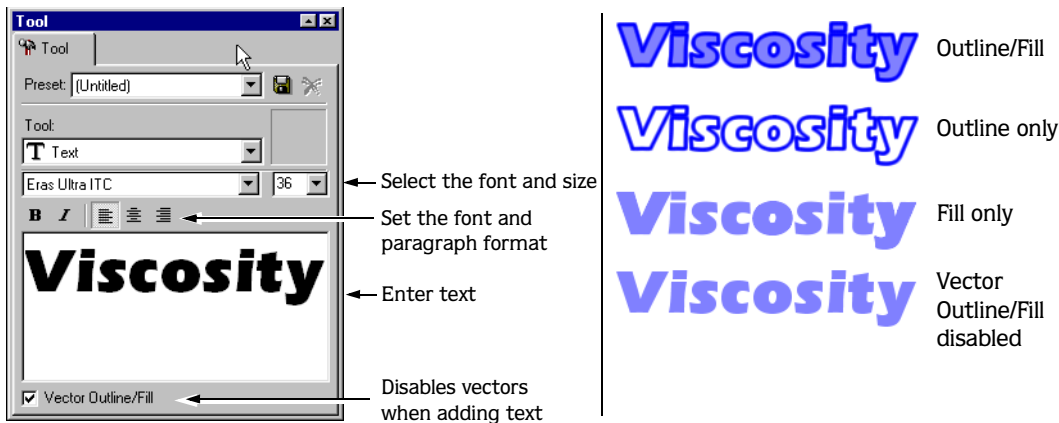 Tool
Tool
Preset: (Untitled)
Tool:
T Text
Eras Ultra ITC 36
B I
Viscosity
Vector Outline/Fill
Select the font and size
Set the font and
paragraph format
Enter text
Disables vectors
when adding text
Viscosity Outline/Fill
Viscosity Outline only
Viscosity Fill only
Viscosity Vector
Outline/Fill
disabled